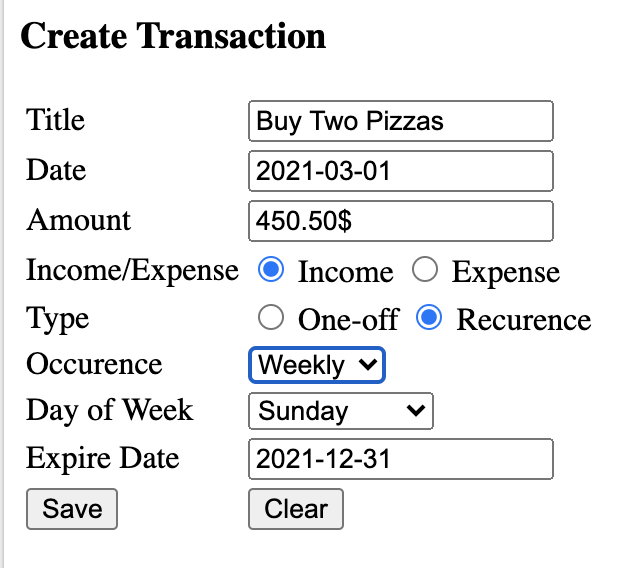 Create Transaction
Title Buy Two Pizzas
Date 2021-03-01
Amount 450.50$
Income/Expense Income Expense
Type One-off Recurence
Occurence Weekly
Day of Week Sunday
Expire Date 2021-12-31
Save Clear